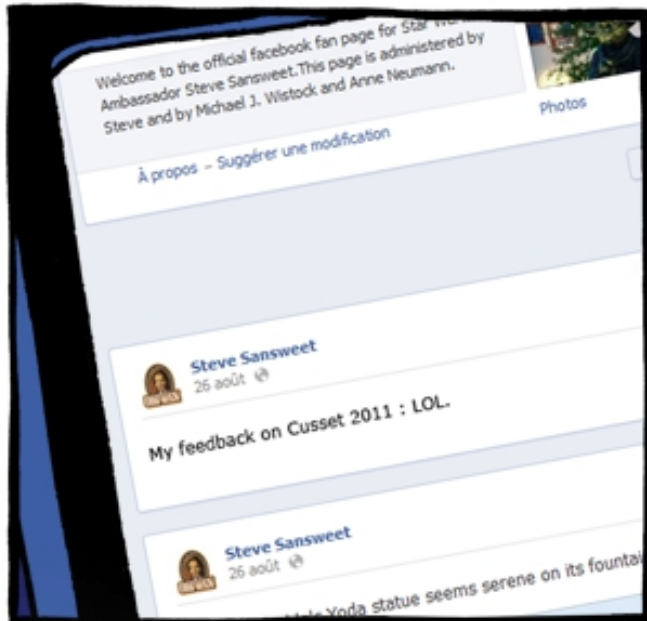 Welcome to the official facebook fan page for Star
Ambassador Steve Sansweet.This page is administered by
Steve and by Michael J. Wistock and Anne Neumann.
À propos – Suggérer une modification
Photos
Steve Sansweet
26 août
My feedback on Cusset 2011 : LOL.
Steve Sansweet
26 août
Yoda statue seems serene on its